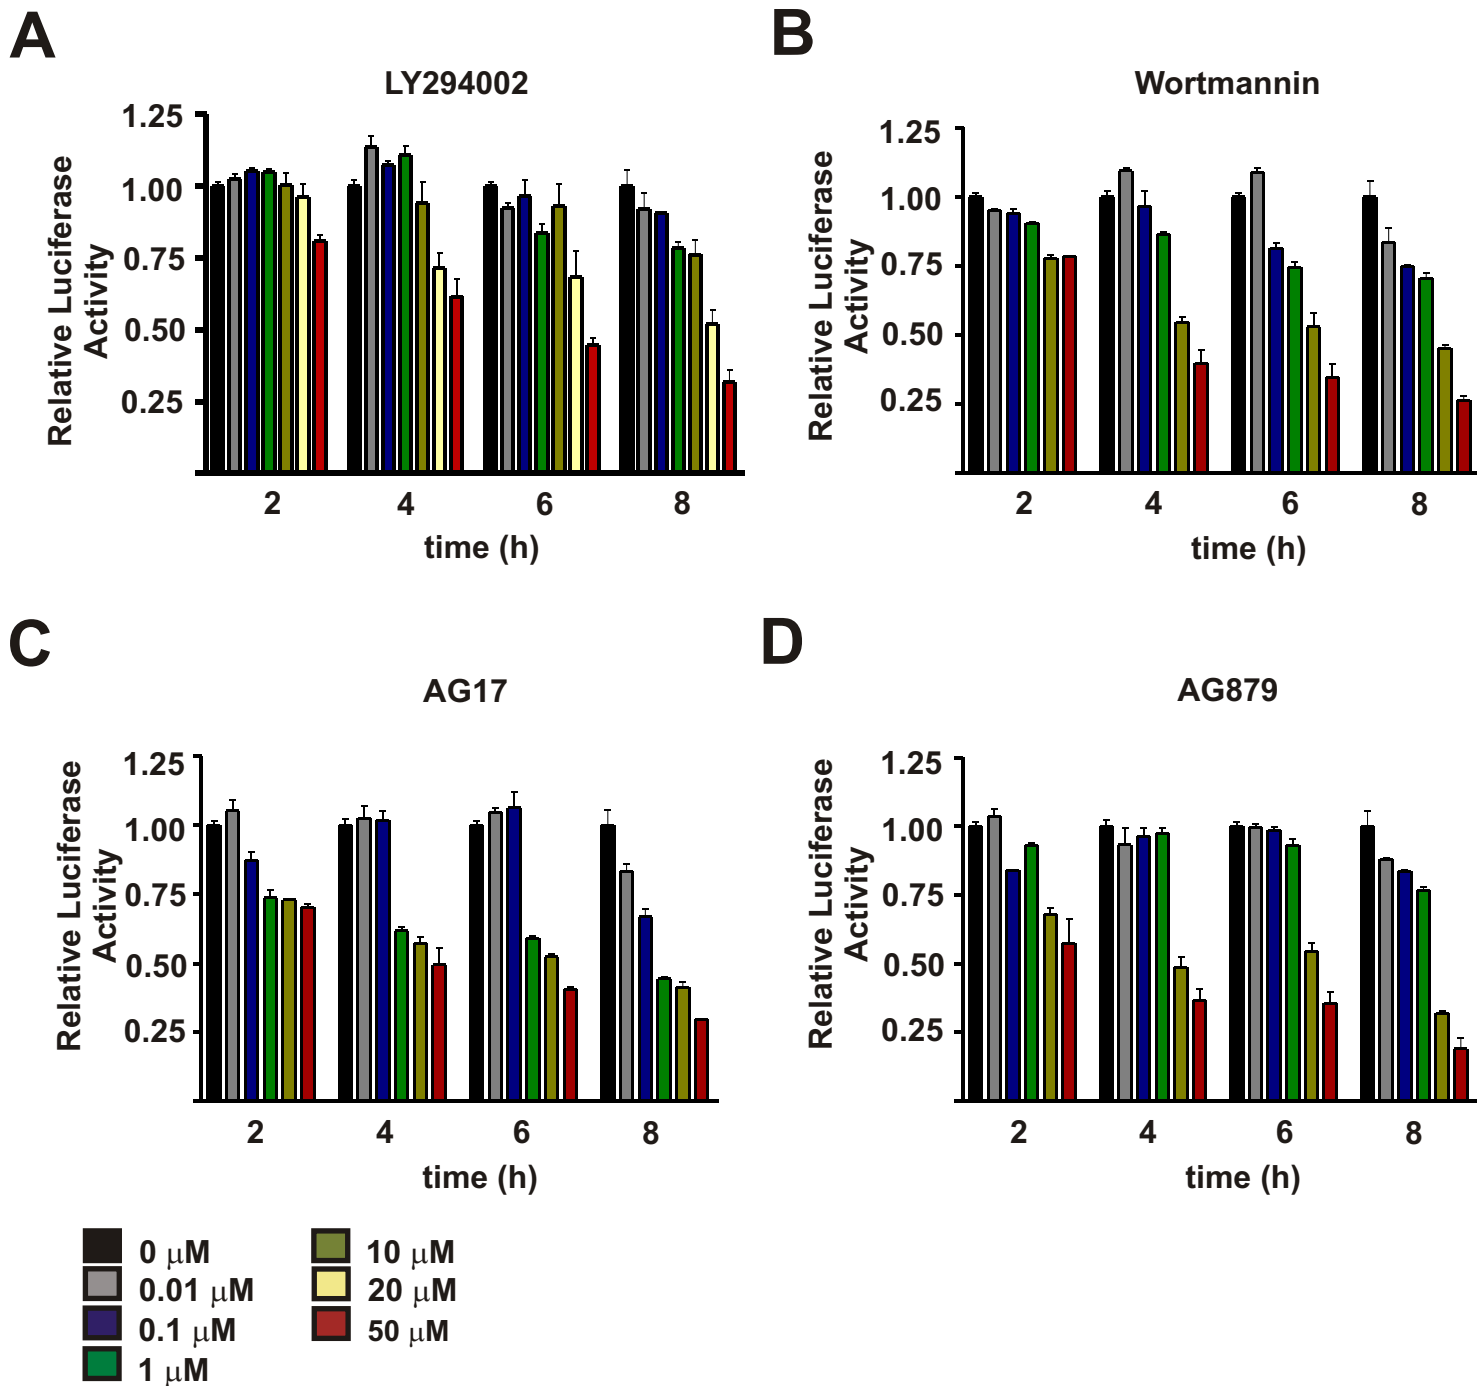 A
LY294002
Relative Luciferase
Activity
1.25
1.00
0.75
0.50
0.25
2
4
6
8
time (h)
B
Wortmannin
Relative Luciferase
Activity
1.25
1.00
0.75
0.50
0.25
2
4
6
8
time (h)
C
AG17
Relative Luciferase
Activity
1.25
1.00
0.75
0.50
0.25
2
4
6
8
time (h)
D
AG879
Relative Luciferase
Activity
1.25
1.00
0.75
0.50
0.25
2
4
6
8
time (h)
0 μM
0.01 μM
0.1 μM
1 μM
10 μM
20 μM
50 μM